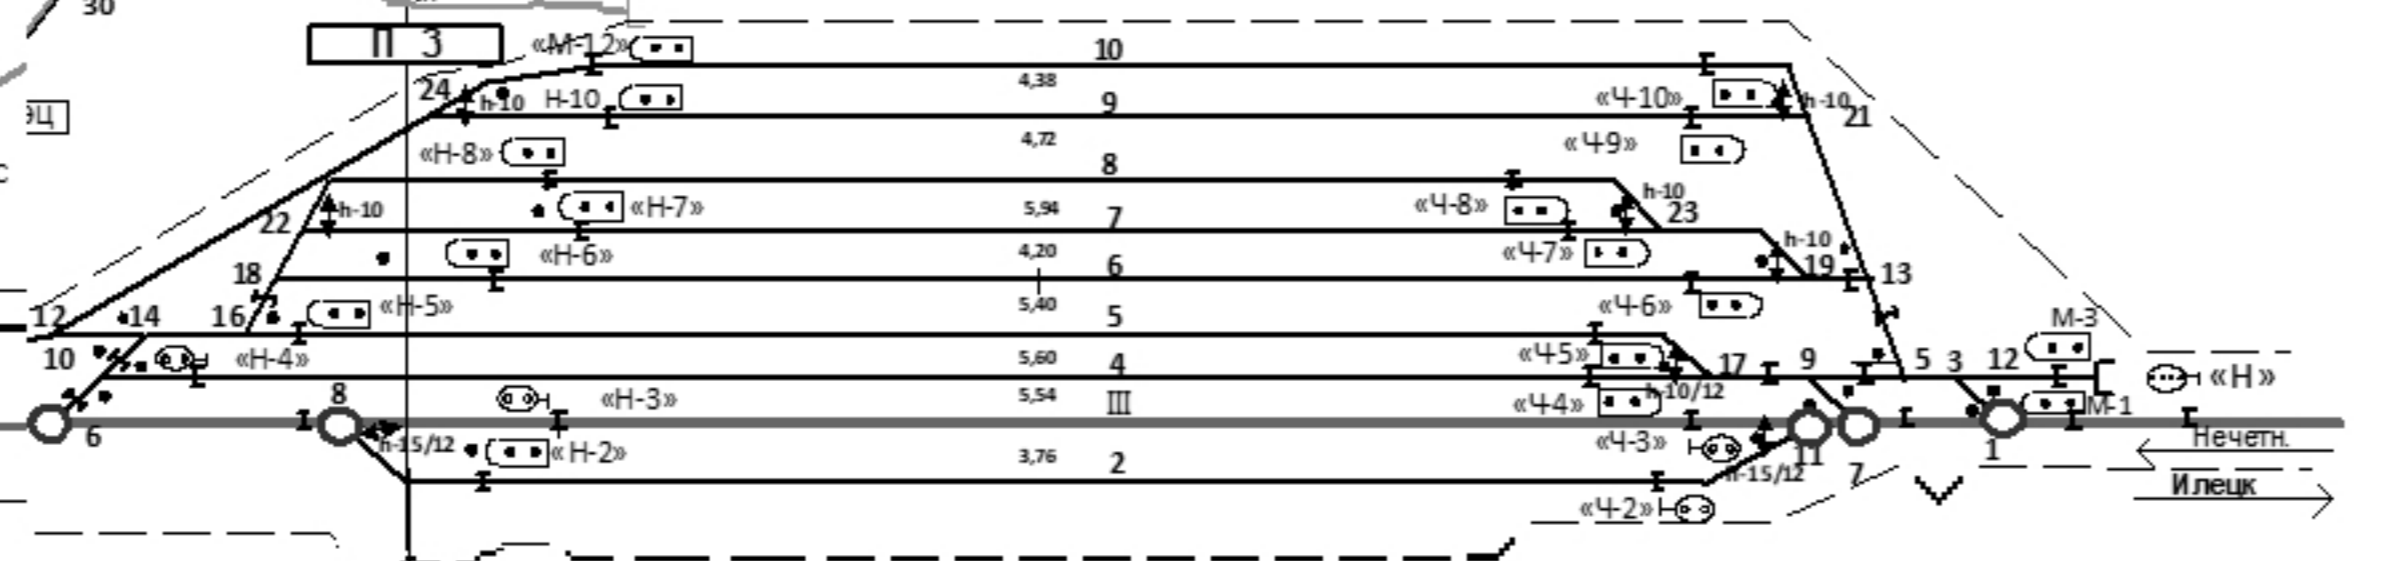 30
П 3
«М-12»
10
4,38
24
h-10
Н-10
9
«Ч-10»
h-10
21
ЭЦ
«Н-8»
4,72
8
«Ч9»
С
22
h-10
«Н-7»
5,94
7
«Ч-8»
h-10
23
«Н-6»
4,20
6
«Ч-7»
h-10
19
13
18
«Н-5»
5,40
5
«Ч-6»
12
14
16
М-3
10
«Н-4»
5,60
4
«Ч5»
17
9
5
3
12
«Н»
8
«Н-3»
5,54
III
«Ч4»
h-10/12
М-1
6
h-15/12
«Н-2»
3,76
2
«Ч-3»
h-15/12
11
7
1
Нечетн.
Илецк
«Ч-2»